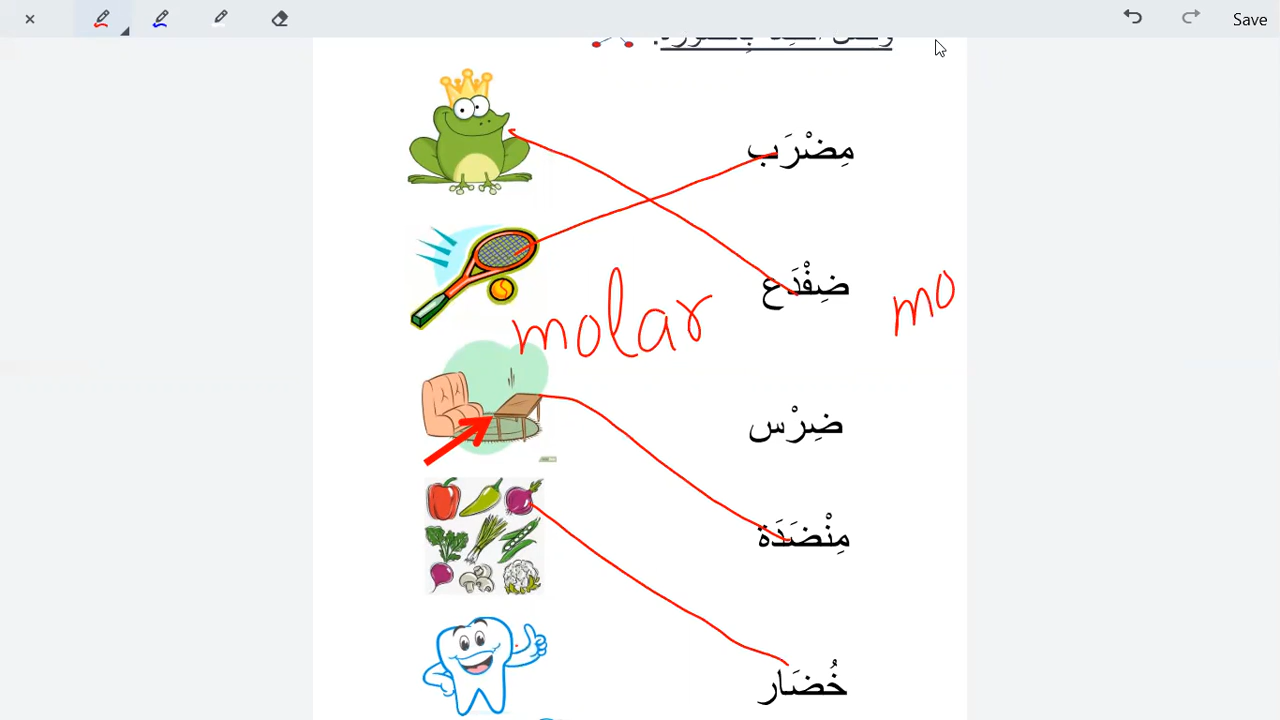 Save
مِضْرَب
ضِفْدَع
molar
mo
ضِرْس
مِنْضَدَة
خُضَار